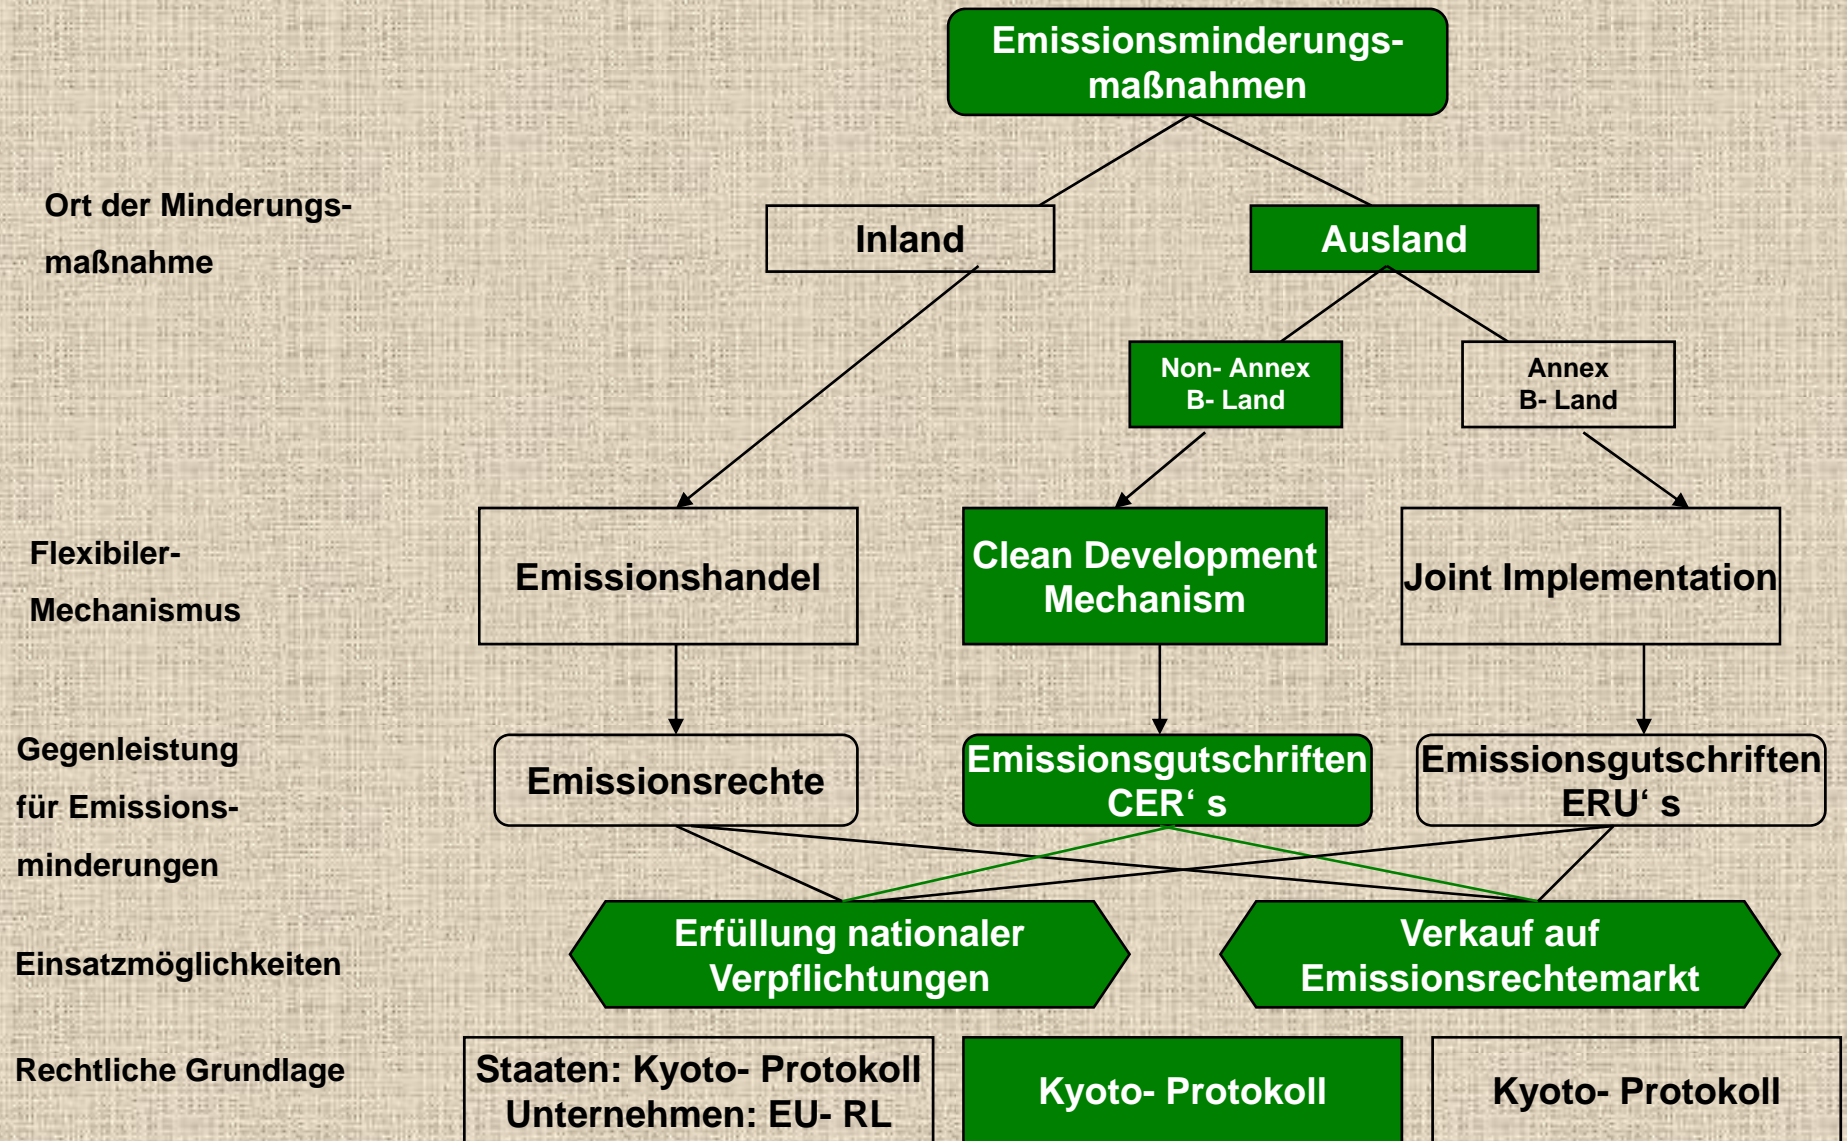 Emissionsminderungs-
maßnahmen
Ort der Minderungs-
maßnahme
Inland
Ausland
Non- Annex
B- Land
Annex
B- Land
Flexibiler-
Mechanismus
Emissionshandel
Clean Development
Mechanism
Joint Implementation
Gegenleistung
für Emissions-
minderungen
Emissionsrechte
Emissionsgutschriften
CER‘ s
Emissionsgutschriften
ERU‘ s
Einsatzmöglichkeiten
Erfüllung nationaler
Verpflichtungen
Verkauf auf
Emissionsrechtemarkt
Rechtliche Grundlage
Staaten: Kyoto- Protokoll
Unternehmen: EU- RL
Kyoto- Protokoll
Kyoto- Protokoll